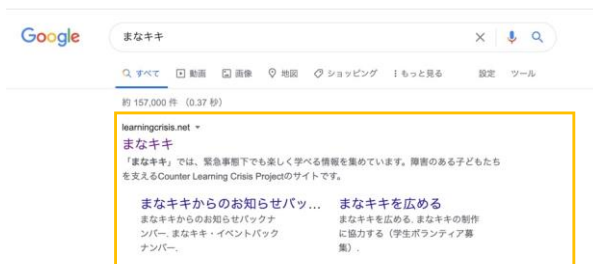 Google まなキキ
すべて 動画 画像 地図 ショッピング もっと見る 設定 ツール
約 157,000 件 （0.37 秒）
learningcrisis.net
まなキキ
「まなキキ」では、緊急事態下でも楽しく学べる情報を集めています。障害のある子どもたち
を支えるCounter Learning Crisis Projectのサイトです。
まなキキからのお知らせバッ...
まなキキからのお知らせバックナ
ンバー. まなキキ・イベントバック
ナンバー.
まなキキを広める
まなキキを広める. まなキキの制作
に協力する（学生ボランティア募
集）.